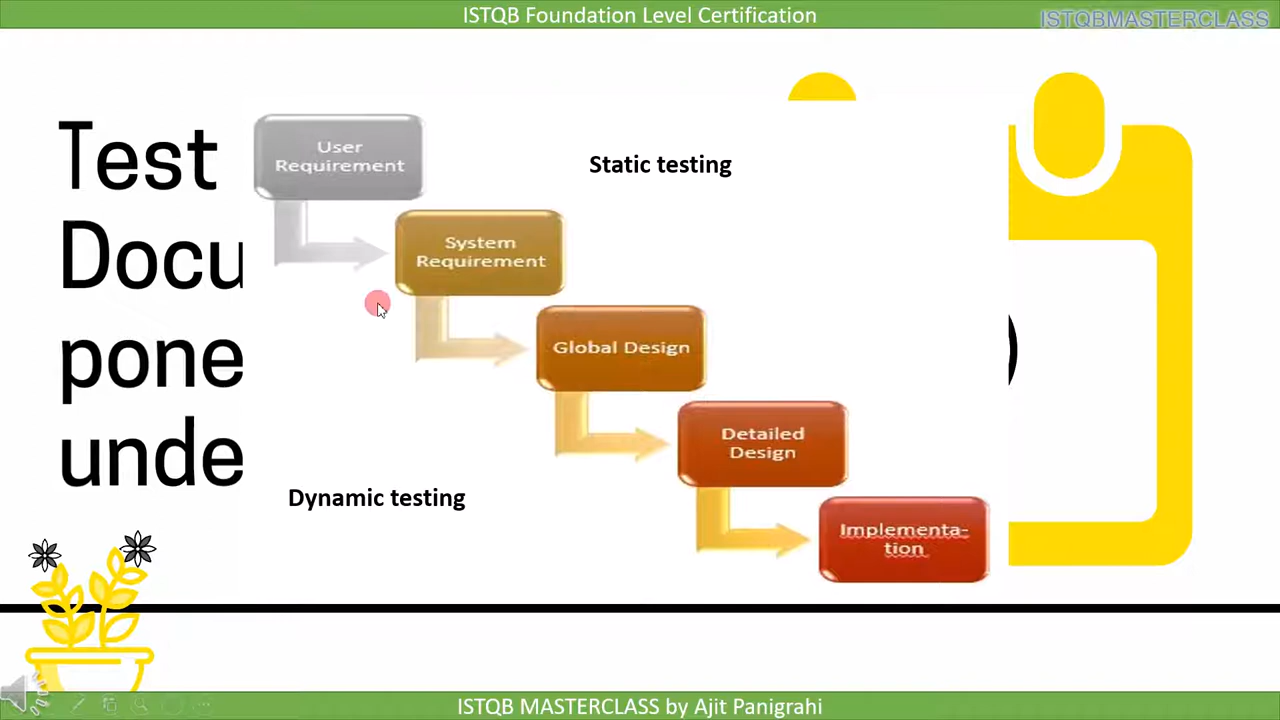 ISTQB Foundation Level Certification
ISTQBMASTERCLASS
Test
Docu
pone
unde
User
Requirement
Static testing
System
Requirement
Global Design
Detailed
Design
Dynamic testing
Implementa-
tion
ISTQB MASTERCLASS by Ajit Panigrahi